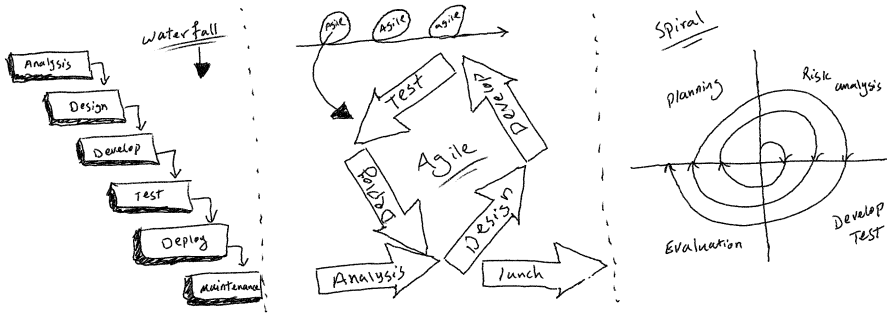 waterfall
Analysis
Design
Develop
Test
Deploy
Maintenance
Agile
Agile
agile
Test
Develop
Agile
Deploy
Design
Analysis
lunch
Spiral
planning
Risk
analysis
Evaluation
Develop
Test